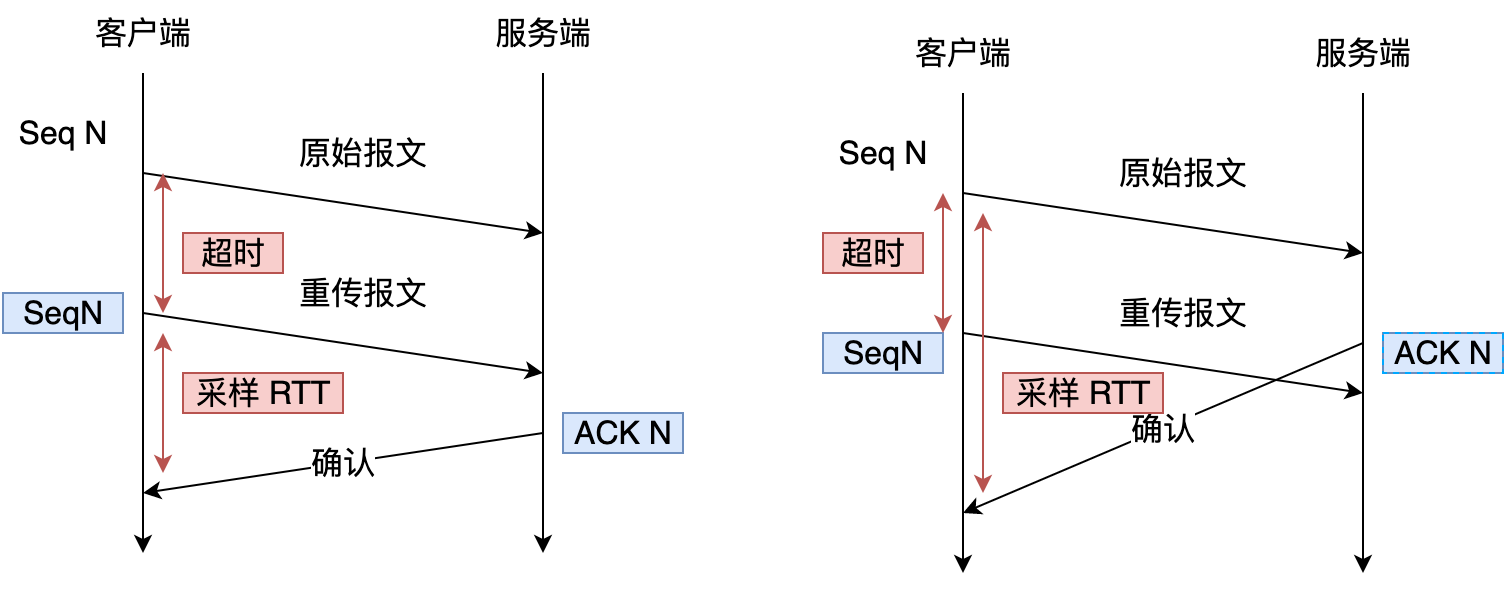 客户端
服务端
Seq N
原始报文
超时
重传报文
SeqN
采样 RTT
ACK N
确认
客户端
服务端
Seq N
原始报文
超时
重传报文
SeqN
ACK N
采样 RTT
确认